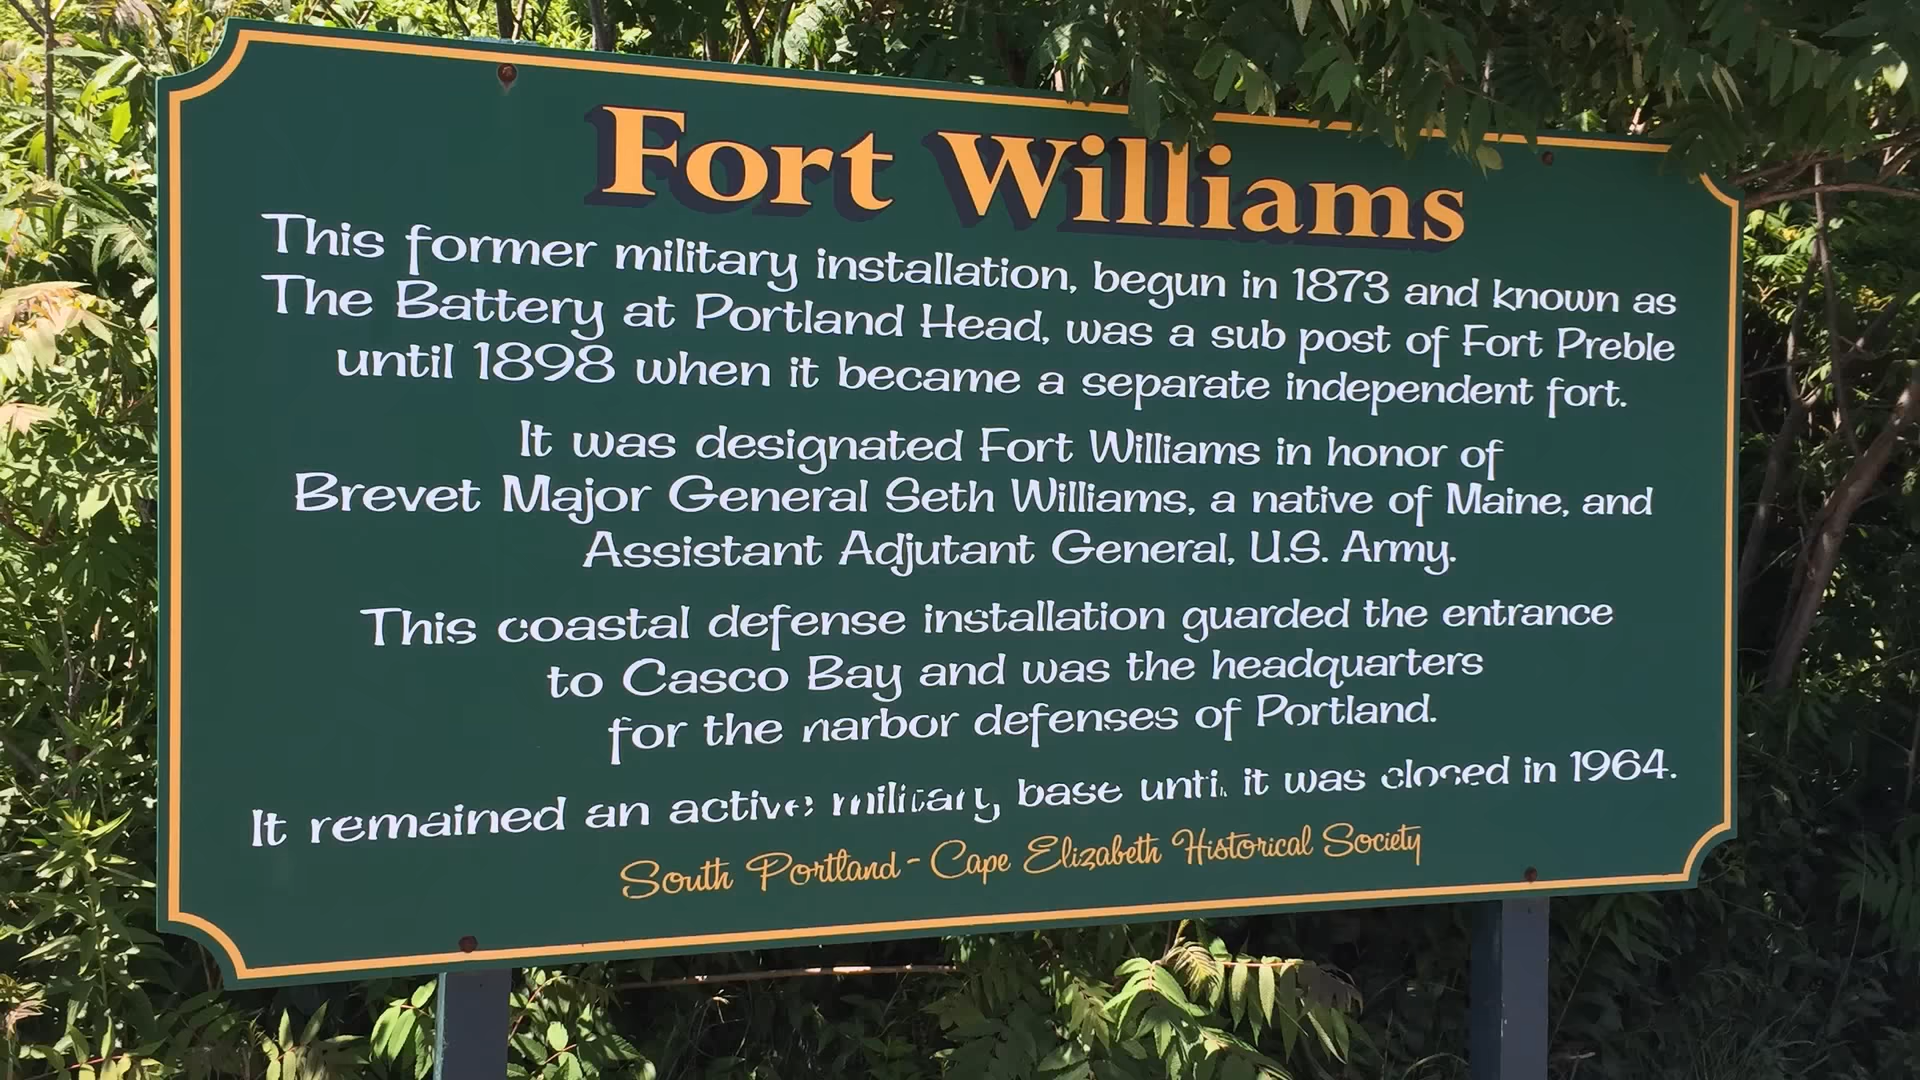 Fort Williams
This former military installation, begun in 1873 and known as
The Battery at Portland Head, was a sub post of Fort Preble
until 1898 when it became a separate independent fort.
It was designated Fort Williams in honor of
Brevet Major General Seth Williams, a native of Maine, and
Assistant Adjutant General, U.S. Army.
This coastal defense installation guarded the entrance
to Casco Bay and was the headquarters
for the harbor defenses of Portland.
It remained an active military base until it was closed in 1964.
South Portland - Cape Elizabeth Historical Society